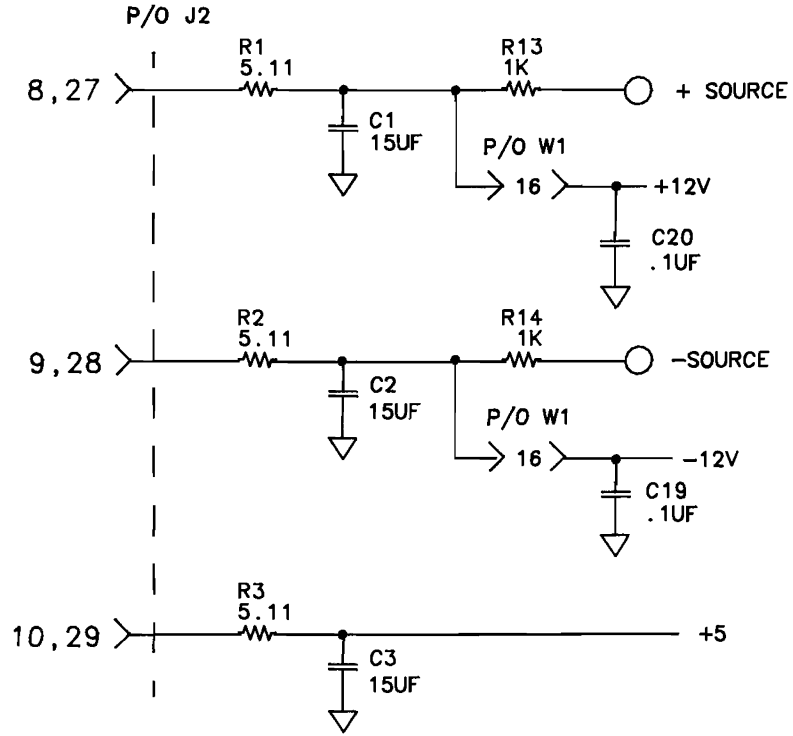 P/O J2
8,27
R1
5.11
C1
15UF
R13
1K
+ SOURCE
P/O W1
16
+12V
C20
.1UF
9,28
R2
5.11
C2
15UF
R14
1K
-SOURCE
P/O W1
16
-12V
C19
.1UF
10,29
R3
5.11
C3
15UF
+5